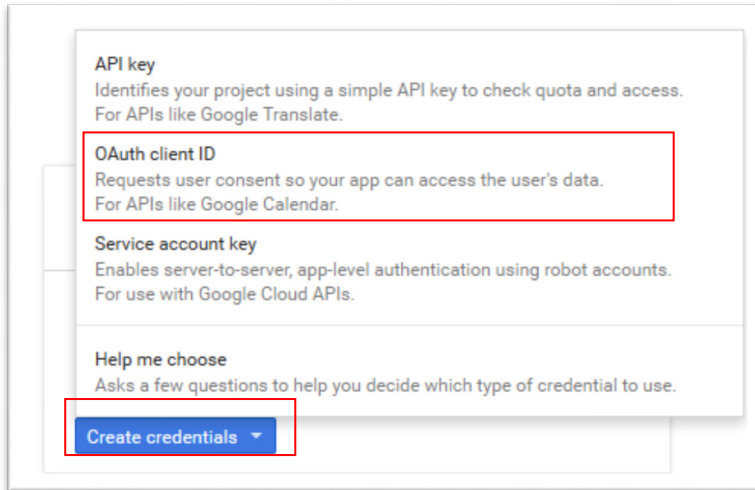 API key
Identifies your project using a simple API key to check quota and access.
For APIs like Google Translate.
OAuth client ID
Requests user consent so your app can access the user's data.
For APIs like Google Calendar.
Service account key
Enables server-to-server, app-level authentication using robot accounts.
For use with Google Cloud APIs.
Help me choose
Asks a few questions to help you decide which type of credential to use.
Create credentials